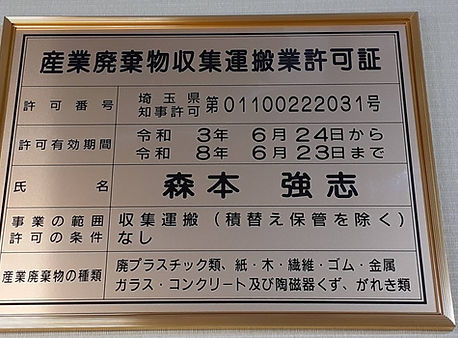 産業廃棄物収集運搬業許可証
許可番号 埼玉県知事許可 第01100222031号
許可有効期間 令和 3年 6月 24日から
令和 8年 6月 23日まで
氏名 森本 強志
事業の範囲 収集運搬(積替え保管を除く)
許可の条件 なし
産業廃棄物の種類 廃プラスチック類、紙・木・繊維・ゴム・金属
ガラス・コンクリート及び陶磁器くず、がれき類